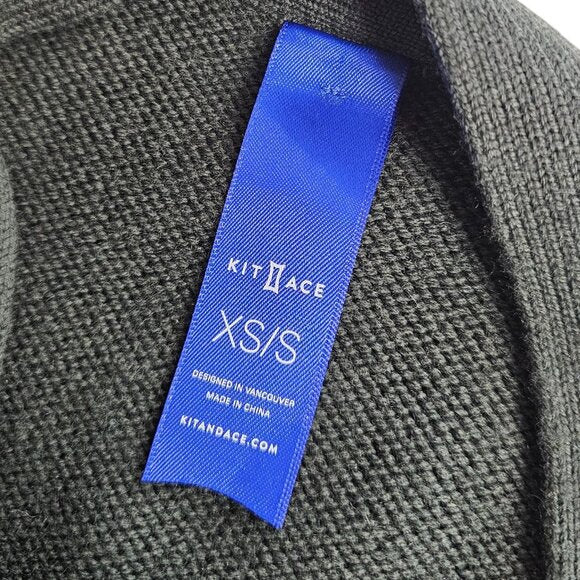 KIT ACE
XS/S
DESIGNED IN VANCOUVER
MADE IN CHINA
KITANDACE.COM